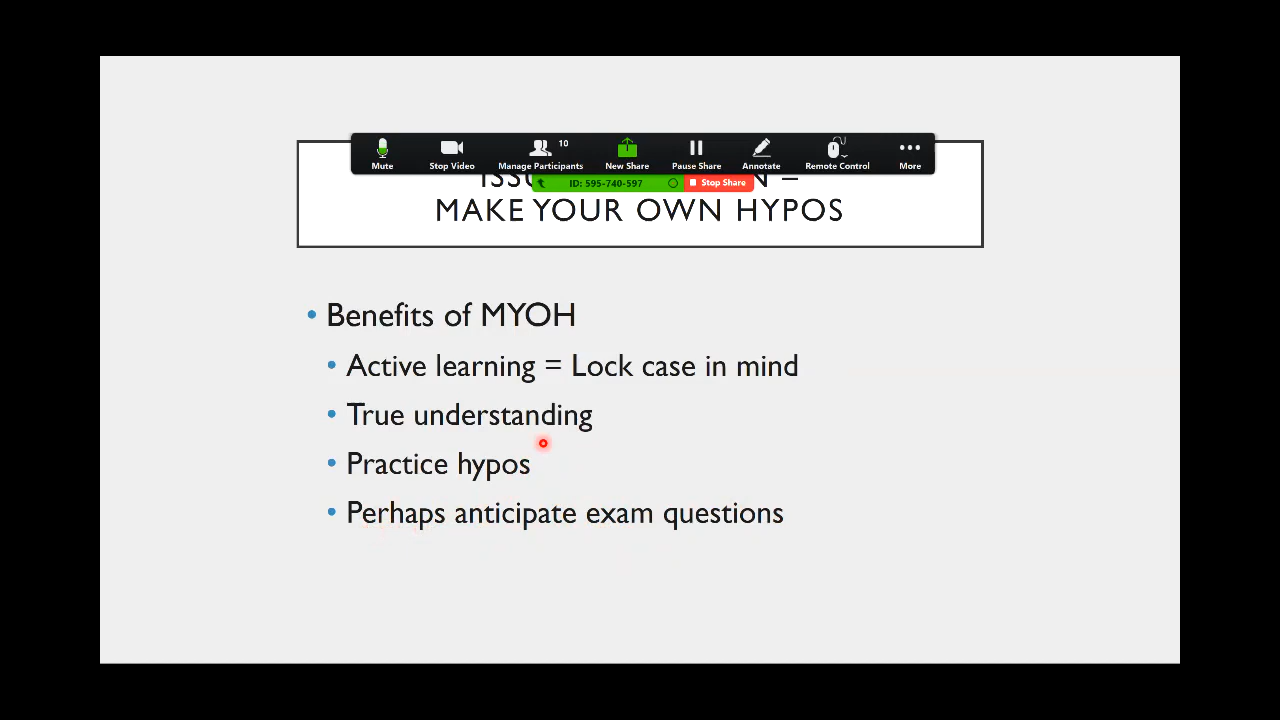 10
Mute
Stop Video
Manage Participants
New Share
Pause Share
Annotate
Remote Control
More
ID: 595-740-597
Stop Share
=
MAKE YOUR OWN HYPOS
• Benefits of MYOH
• Active learning = Lock case in mind
• True understanding
• Practice hypos
• Perhaps anticipate exam questions